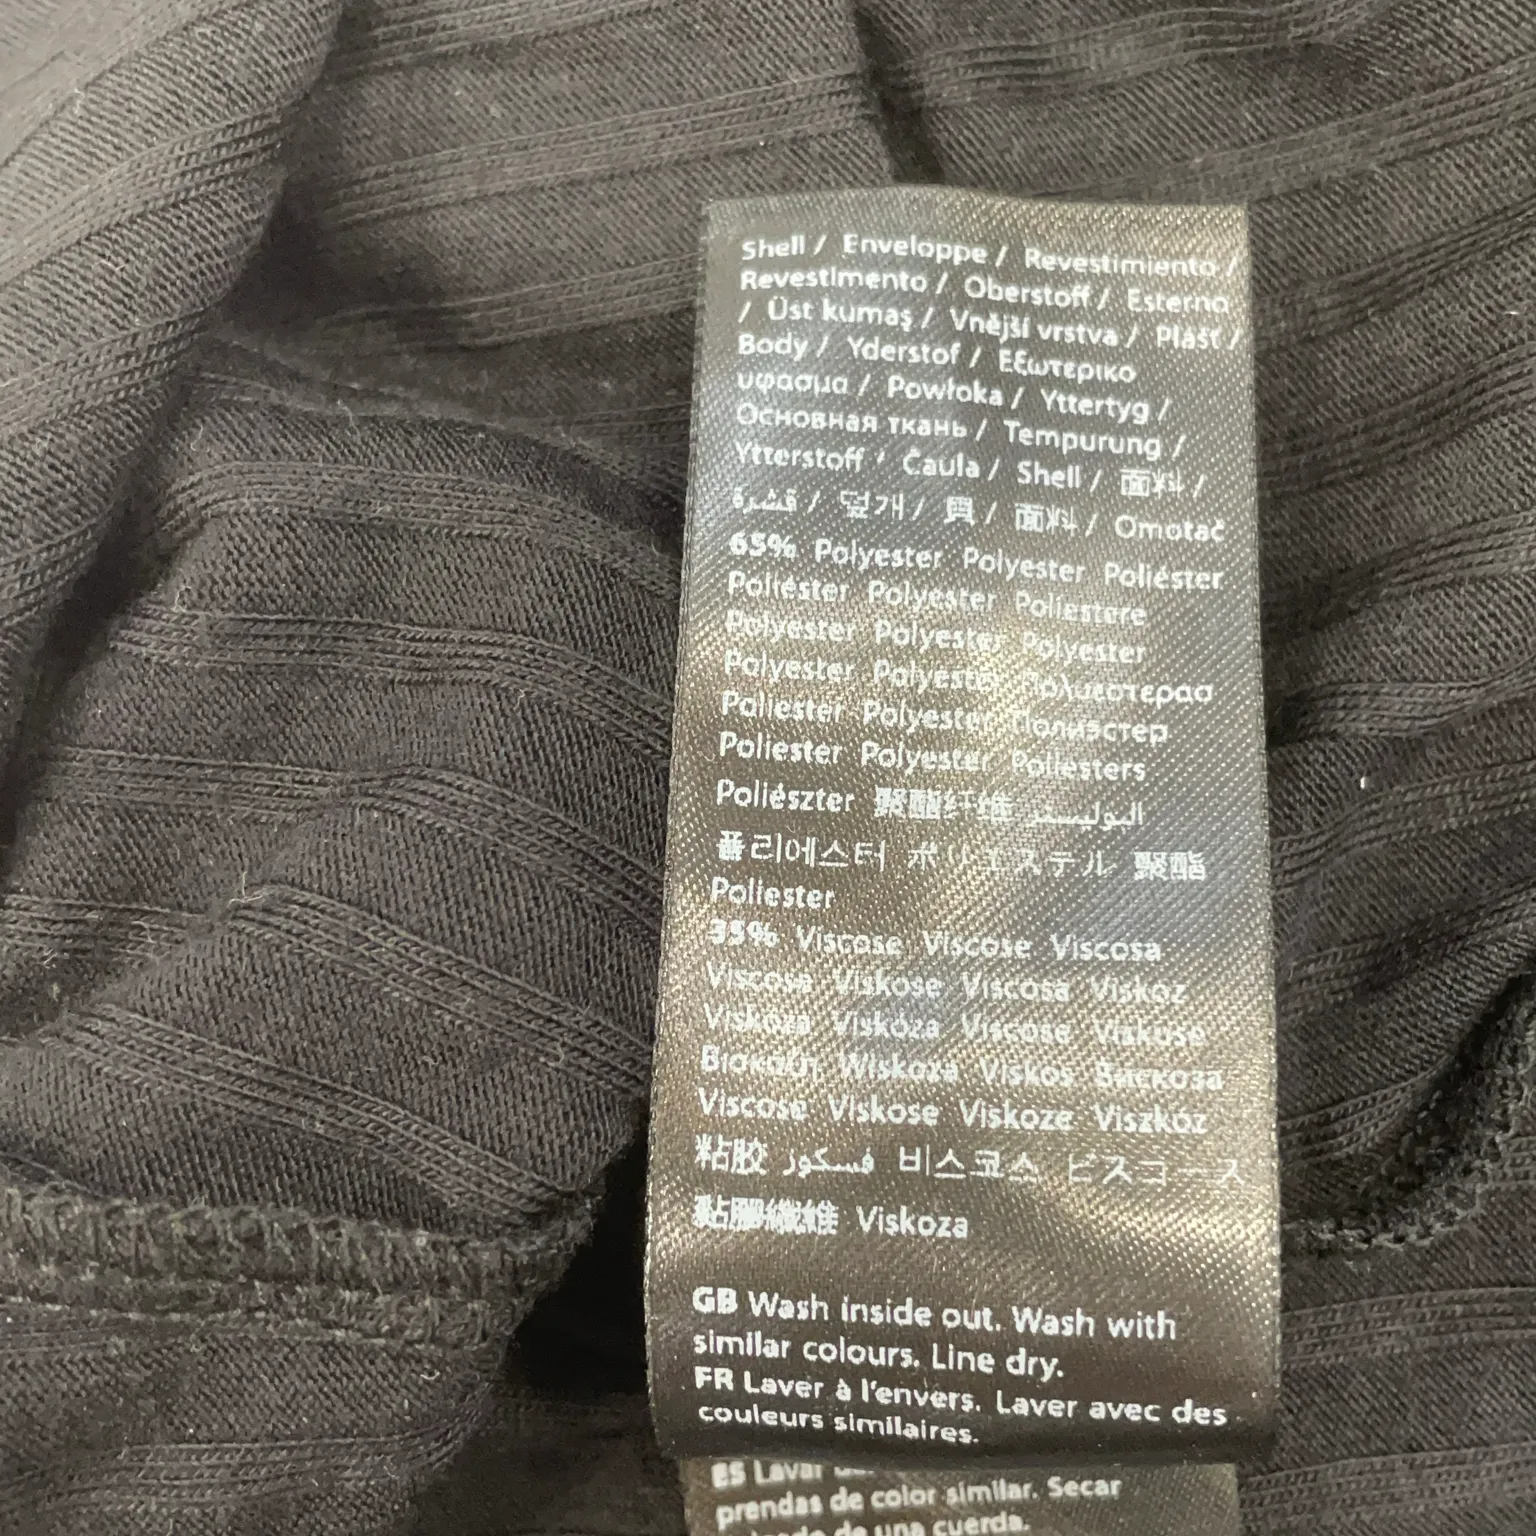 Shell / Enveloppe / Revestimiento /
Revestimento / Oberstoff / Esterno
/ Üst kumaş / Vnější vrstva / Plášť /
Body / Yderstof / Εξωτερικο
υφασμα / Powłoka / Yttertyg /
Основная ткань / Tempurung /
Ytterstoff / Čaula / Shell / 面料 /
قشرة / 덮개 / 貝 / 面料 / Omotač
65% Polyester Polyester Poliéster
Poliéster Polyester Poliestere
Polyester Polyester Polyester
Polyester Polyester Πολυεστερασ
Poliester Polyester Полиэстер
Poliester Polyester Poliesters
Poliészter 聚酯纤维 البوليستر
폴리에스터 ポリエステル 聚酯
Poliester
35% Viscose Viscose Viscosa
Viscose Viskose Viscosa Viskoz
Viskóza Viskóza Viscose Viskose
Wiskoza Viskos Вискоза
Viscose Viskose Viskoze Viszkóz
粘胶 فسكوز 비스코스 ビスコース
黏膠纖維 Viskoza
GB Wash inside out. Wash with
similar colours. Line dry.
FR Laver à l'envers. Laver avec des
couleurs similaires.
ES Lavar
prendas de color similar. Secar
de una cuerda.